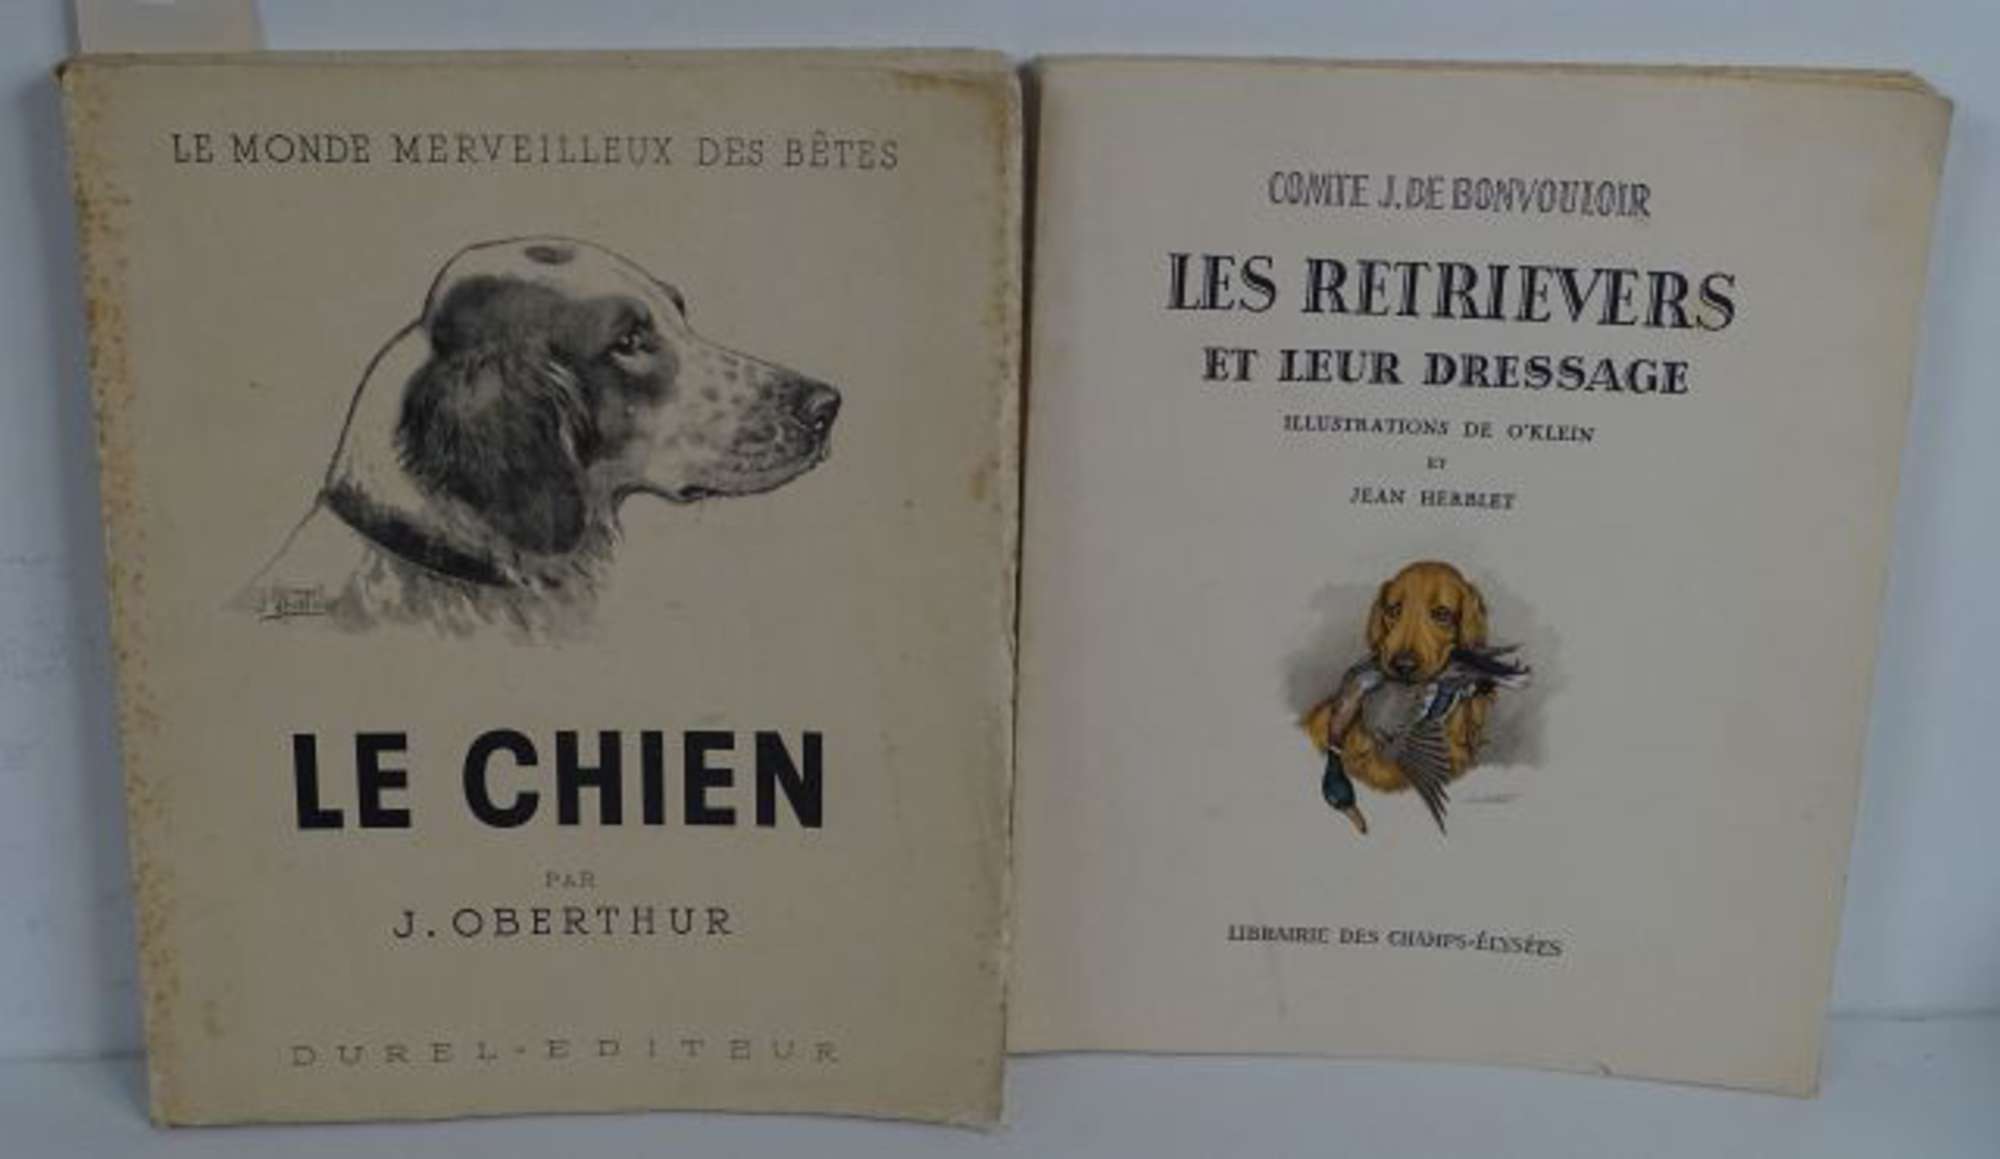 LE MONDE MERVEILLEUX DES BÊTES
LE CHIEN
PAR
J. OBERTHUR
DUREL-EDITEUR
COMTE J. DE BONVOULOIR
LES RETRIEVERS
ET LEUR DRESSAGE
ILLUSTRATIONS DE O'KLEIN
ET
JEAN HERBLET
LIBRAIRIE DES CHAMPS-ÉLYSÉES